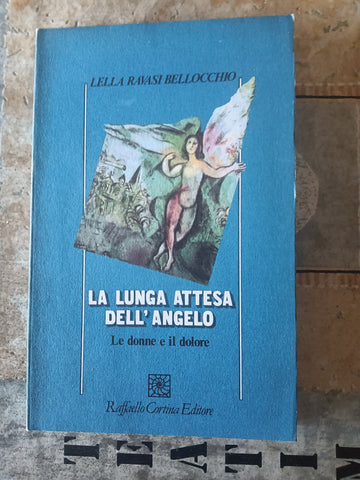 LELLA RAVASI BELLOCCHIO
LA LUNGA ATTESA
DELL'ANGELO
Le donne e il dolore
Raffaello Cortina Editore